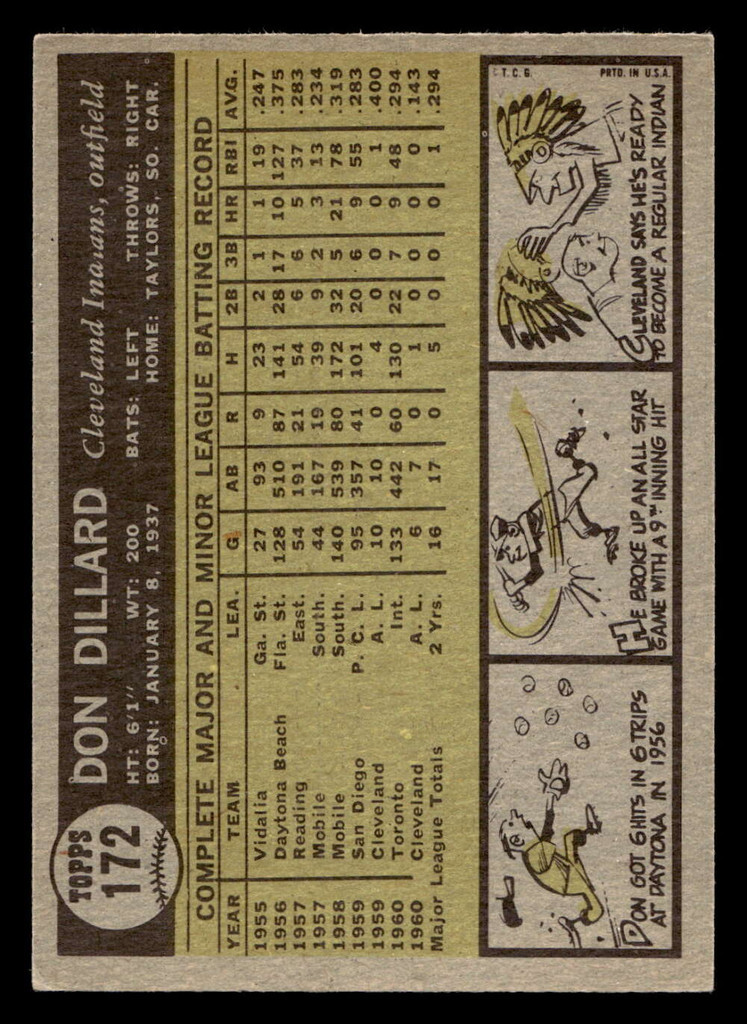 TOPPS
172
DON DILLARD Cleveland Indians, outfield
HT: 6'1" WT: 200 BATS: LEFT THROWS: RIGHT
BORN: JANUARY 8, 1937 HOME: TAYLORS, SO. CAR.
COMPLETE MAJOR AND MINOR LEAGUE BATTING RECORD
YEAR TEAM LEA. G AB R H 2B 3B HR RBI AVG.
1955 Vidalia Ga. St. 27 93 9 23 2 1 1 19 .247
1956 Daytona Beach Fla. St. 128 510 87 141 28 17 10 127 .375
1957 Reading East. 54 191 21 54 6 6 5 37 .283
1957 Mobile South. 44 167 19 39 9 2 3 13 .234
1958 Mobile South. 140 539 80 172 32 5 21 78 .319
1959 San Diego P. C. L. 95 357 41 101 20 6 9 55 .283
1959 Cleveland A. L. 10 10 0 4 0 0 0 1 .400
1960 Toronto Int. 133 442 60 130 22 7 9 48 .294
1960 Cleveland A. L. 6 7 0 1 0 0 0 0 .143
Major League Totals 2 Yrs. 16 17 0 5 0 0 0 1 .294
DON GOT 6 HITS IN 6 TRIPS
AT DAYTONA IN 1956
HE BROKE UP AN ALL STAR
GAME WITH A 9TH INNING HIT
© T. C. G. PRTD. IN U.S.A.
CLEVELAND SAYS HE'S READY
TO BECOME A REGULAR INDIAN